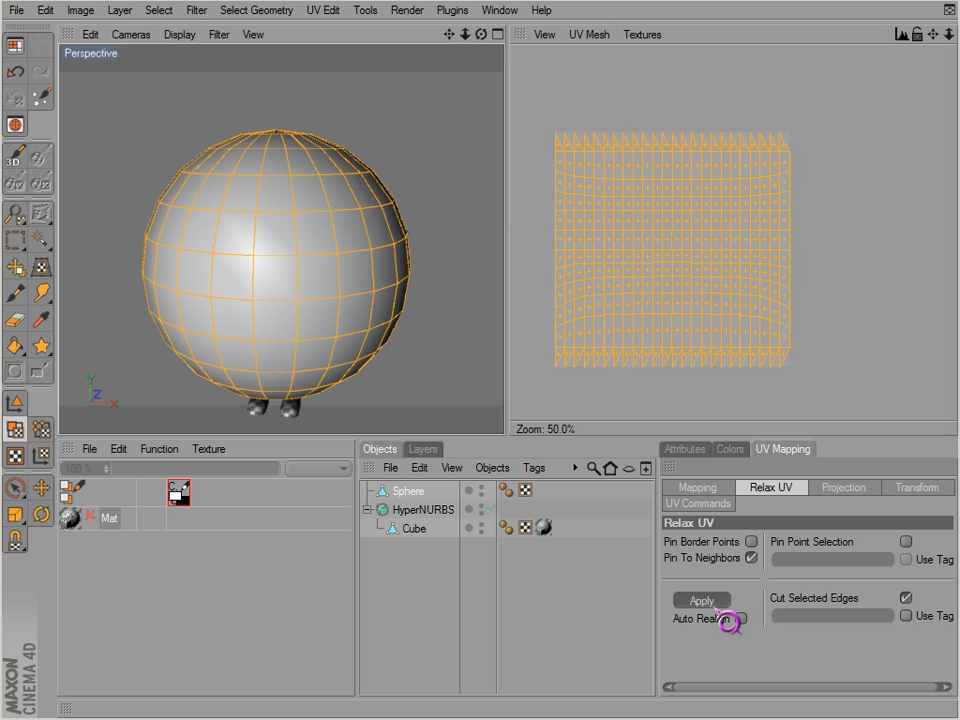 File Edit Image Layer Select Filter Select Geometry UV Edit Tools Render Plugins Window Help
Edit Cameras Display Filter View
View UV Mesh Textures
Perspective
3D
Y
Z
X
Zoom: 50.0%
File Edit Function Texture
100 %
C
Mat
Objects Layers
File Edit View Objects Tags
Sphere
HyperNURBS
Cube
Attributes Colors UV Mapping
Mapping Relax UV Projection Transform
UV Commands
Relax UV
Pin Border Points Pin Point Selection
Pin To Neighbors Use Tag
Apply Cut Selected Edges
Auto Realign Use Tag
MAXON
CINEMA 4D